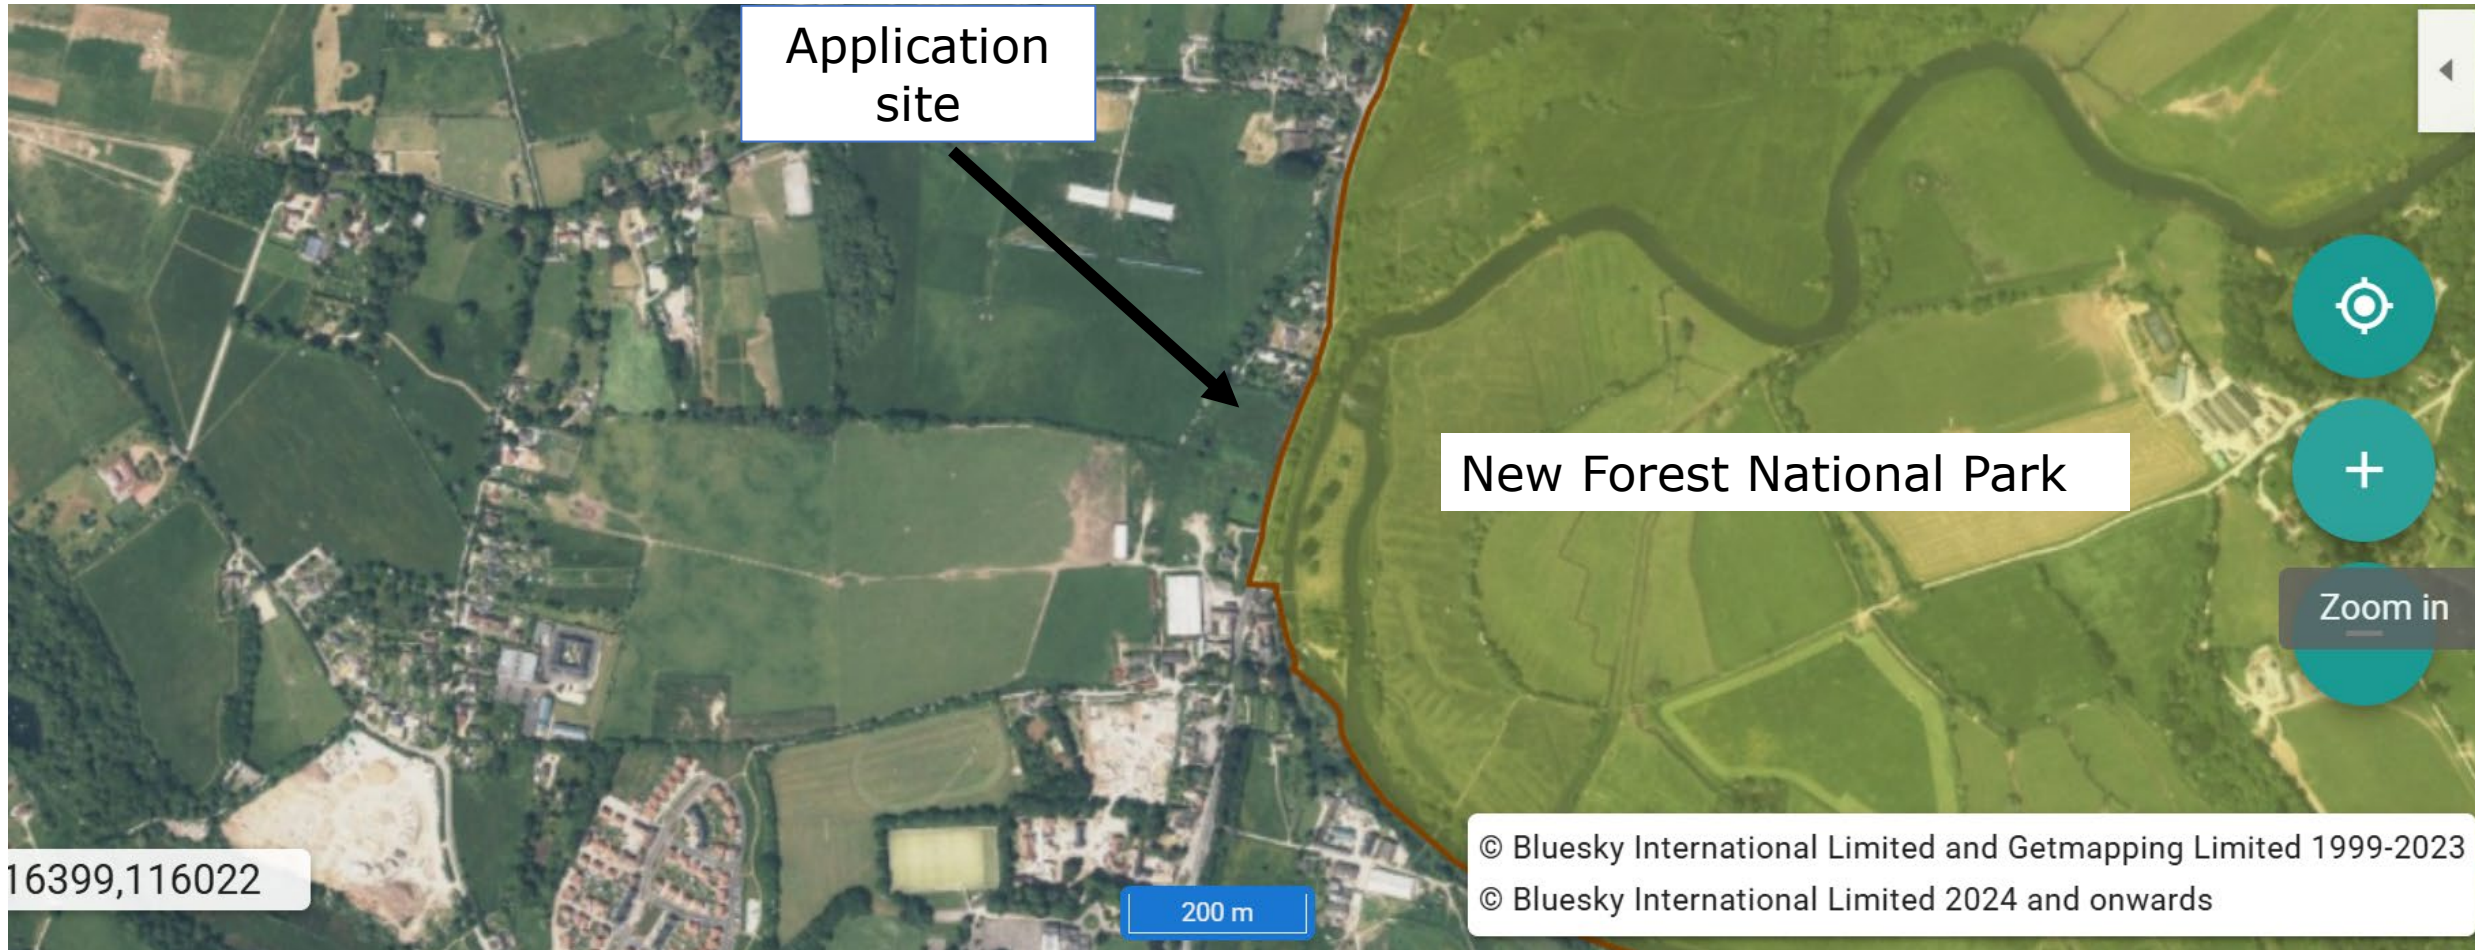 Application
site
New Forest National Park
Zoom in
© Bluesky International Limited and Getmapping Limited 1999-2023
© Bluesky International Limited 2024 and onwards
16399,116022
200 m